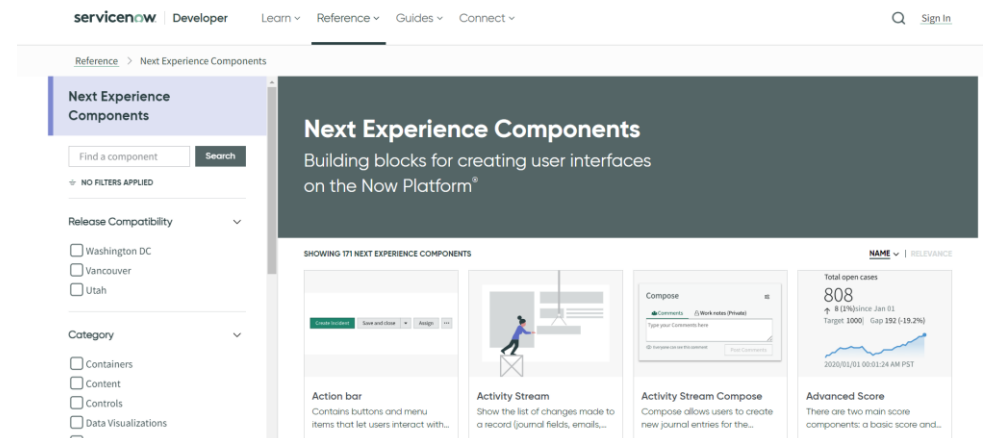 servicenow Developer Learn Reference Guides Connect Sign In
Reference > Next Experience Components
Next Experience
Components
Find a component Search
NO FILTERS APPLIED
Release Compatibility
Washington DC
Vancouver
Utah
Category
Containers
Content
Controls
Data Visualizations
Next Experience Components
Building blocks for creating user interfaces
on the Now Platform®
SHOWING 171 NEXT EXPERIENCE COMPONENTS NAME | RELEVANCE
Create Incident Save and close Assign
Action bar
Contains buttons and menu
items that let users interact with...
Activity Stream
Show the list of changes made to
a record (journal fields, emails,...
Compose
Comments Work notes (Private)
Type your Comments here
Everyone can see this comment Post Comments
Activity Stream Compose
Compose allows users to create
new journal entries for the...
Total open cases
808
8 (1%)since Jan 01
Target 1000| Gap 192 (-19.2%)
2020/01/01 00:01:24 AM PST
Advanced Score
There are two main score
components: a basic score and...